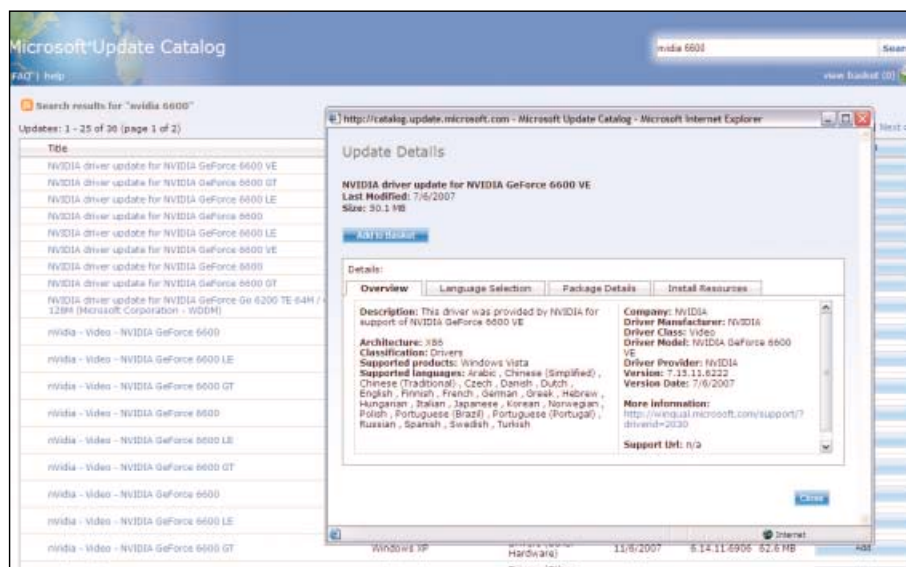 Microsoft Update Catalog
nvidia 6600
FAQ | help
view basket (0)
Search results for "nvidia 6600"
Updates: 1 - 25 of 36 (page 1 of 2)
Title
NVIDIA driver update for NVIDIA GeForce 6600 VE
NVIDIA driver update for NVIDIA GeForce 6600 GT
NVIDIA driver update for NVIDIA GeForce 6600 LE
NVIDIA driver update for NVIDIA GeForce 6600
NVIDIA driver update for NVIDIA GeForce 6600 LE
NVIDIA driver update for NVIDIA GeForce 6600 VE
NVIDIA driver update for NVIDIA GeForce 6600
NVIDIA driver update for NVIDIA GeForce 6600 GT
NVIDIA driver update for NVIDIA GeForce Go 6200 TE 64M /
128M (Microsoft Corporation - WDDM)
nVidia - Video - NVIDIA GeForce 6600
nVidia - Video - NVIDIA GeForce 6600 LE
nVidia - Video - NVIDIA GeForce 6600 GT
nVidia - Video - NVIDIA GeForce 6600
nVidia - Video - NVIDIA GeForce 6600 LE
nVidia - Video - NVIDIA GeForce 6600 GT
nVidia - Video - NVIDIA GeForce 6600
nVidia - Video - NVIDIA GeForce 6600 LE
nVidia - Video - NVIDIA GeForce 6600 GT
Windows XP
Hardware)
11/6/2007
6.14.11.6906
62.6 MB
Add
http://catalog.update.microsoft.com - Microsoft Update Catalog - Microsoft Internet Explorer
Update Details
NVIDIA driver update for NVIDIA GeForce 6600 VE
Last Modified: 7/6/2007
Size: 30.1 MB
Add to Basket
Details:
Overview
Language Selection
Package Details
Install Resources
Description: This driver was provided by NVIDIA for
support of NVIDIA GeForce 6600 VE
Architecture: X86
Classification: Drivers
Supported products: Windows Vista
Supported languages: Arabic , Chinese (Simplified) ,
Chinese (Traditional) , Czech , Danish , Dutch ,
English , Finnish , French , German , Greek , Hebrew ,
Hungarian , Italian , Japanese , Korean , Norwegian ,
Polish , Portuguese (Brazil) , Portuguese (Portugal) ,
Russian , Spanish , Swedish , Turkish
Company: NVIDIA
Driver Manufacturer: NVIDIA
Driver Class: Video
Driver Model: NVIDIA GeForce 6600
VE
Driver Provider: NVIDIA
Version: 7.15.11.6222
Version Date: 7/6/2007
More information:
http://winqual.microsoft.com/support/?
driverid=2030
Support Url: n/a
Close
Internet